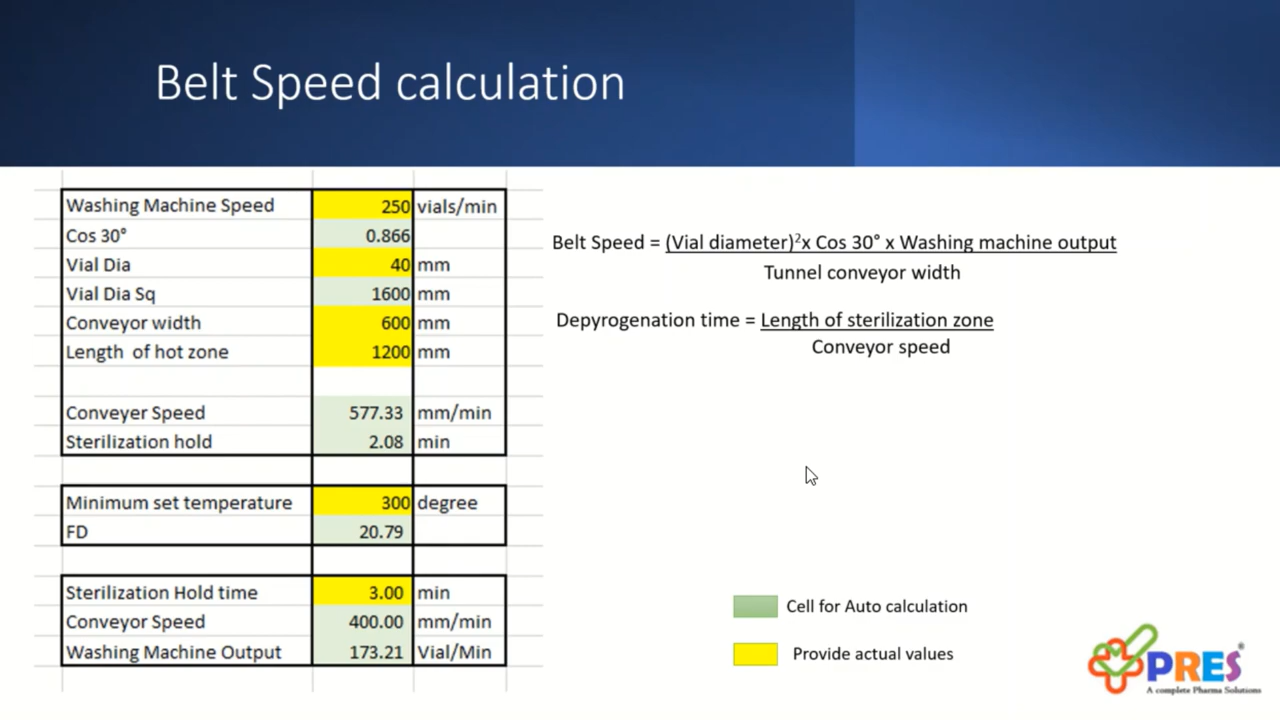 Belt Speed calculation
Washing Machine Speed 250 vials/min
Cos 30° 0.866
Vial Dia 40 mm
Vial Dia Sq 1600 mm
Conveyor width 600 mm
Length of hot zone 1200 mm
Conveyer Speed 577.33 mm/min
Sterilization hold 2.08 min
Minimum set temperature 300 degree
FD 20.79
Sterilization Hold time 3.00 min
Conveyor Speed 400.00 mm/min
Washing Machine Output 173.21 Vial/Min
Belt Speed = (Vial diameter)²x Cos 30° x Washing machine output
Tunnel conveyor width
Depyrogenation time = Length of sterilization zone
Conveyor speed
Cell for Auto calculation
Provide actual values
PRES®
A complete Pharma Solutions